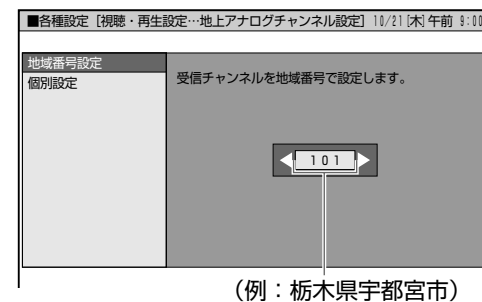 ■各種設定［視聴・再生設定…地上アナログチャンネル設定］10/21[木]午前 9:00
地域番号設定
個別設定
受信チャンネルを地域番号で設定します。
１０１
（例：栃木県宇都宮市）